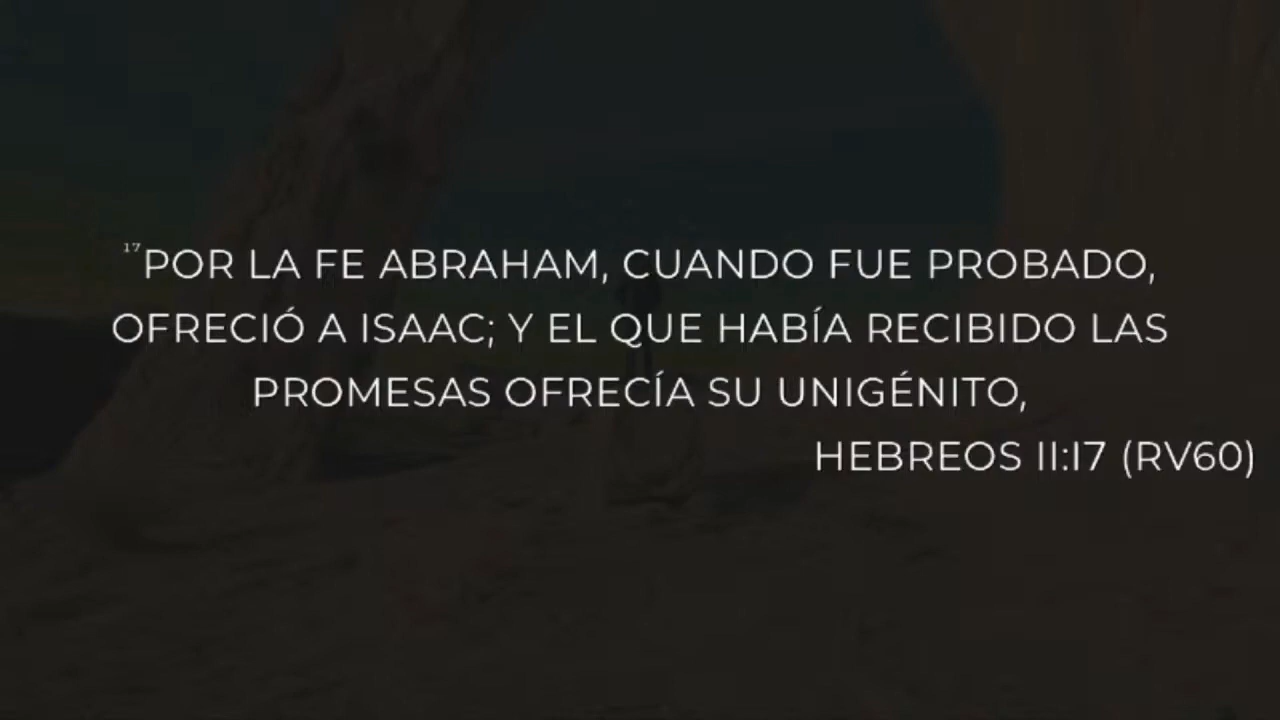 17POR LA FE ABRAHAM, CUANDO FUE PROBADO,
OFRECIÓ A ISAAC; Y EL QUE HABÍA RECIBIDO LAS
PROMESAS OFRECÍA SU UNIGÉNITO,
HEBREOS 11:17 (RV60)